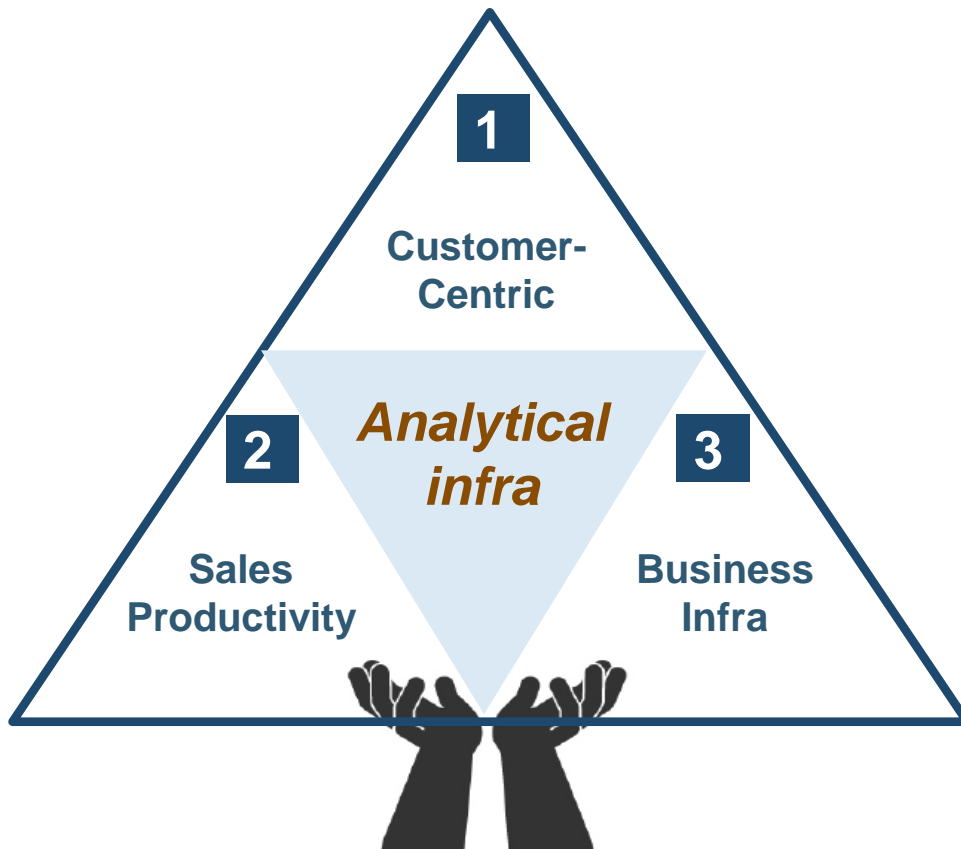 1
Customer-
Centric
Analytical
infra
2
Sales
Productivity
3
Business
Infra